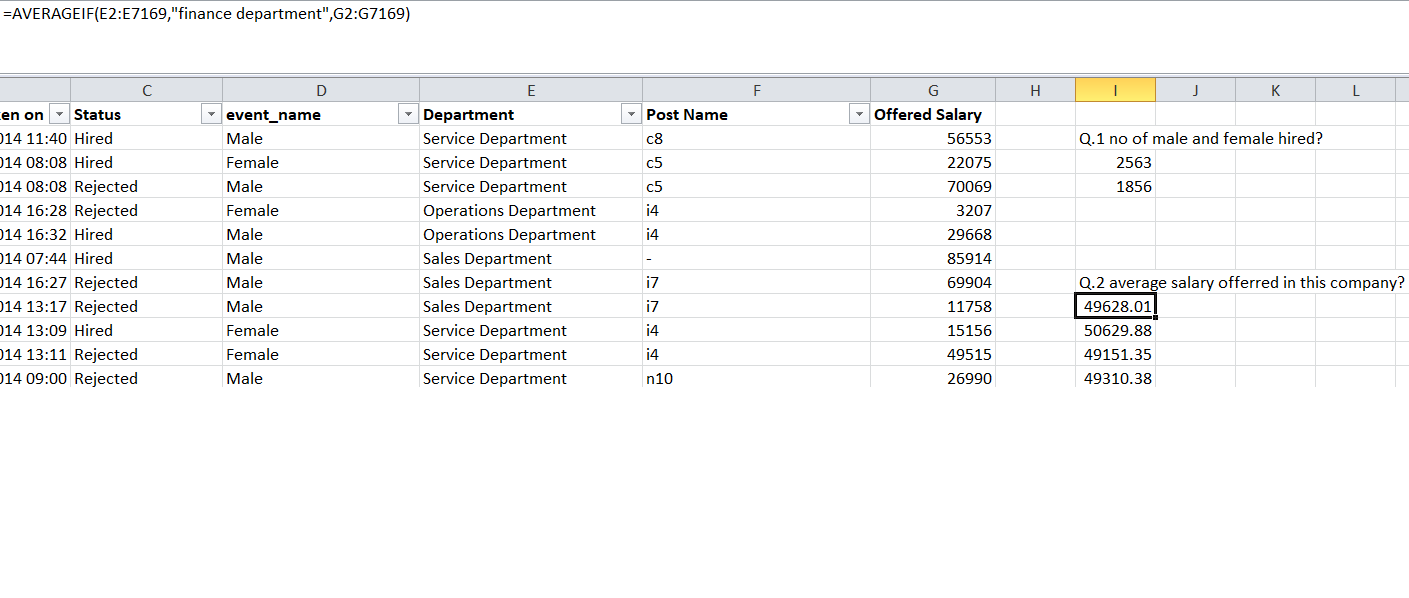 =AVERAGEIF(E2:E7169,"finance department",G2:G7169)
C D E F G H I J K L
en on Status event_name Department Post Name Offered Salary
014 11:40 Hired Male Service Department c8 56553 Q.1 no of male and female hired?
014 08:08 Hired Female Service Department c5 22075 2563
014 08:08 Rejected Male Service Department c5 70069 1856
014 16:28 Rejected Female Operations Department i4 3207
014 16:32 Hired Male Operations Department i4 29668
014 07:44 Hired Male Sales Department - 85914
014 16:27 Rejected Male Sales Department i7 69904 Q.2 average salary offerred in this company?
014 13:17 Rejected Male Sales Department i7 11758 49628.01
014 13:09 Hired Female Service Department i4 15156 50629.88
014 13:11 Rejected Female Service Department i4 49515 49151.35
014 09:00 Rejected Male Service Department n10 26990 49310.38